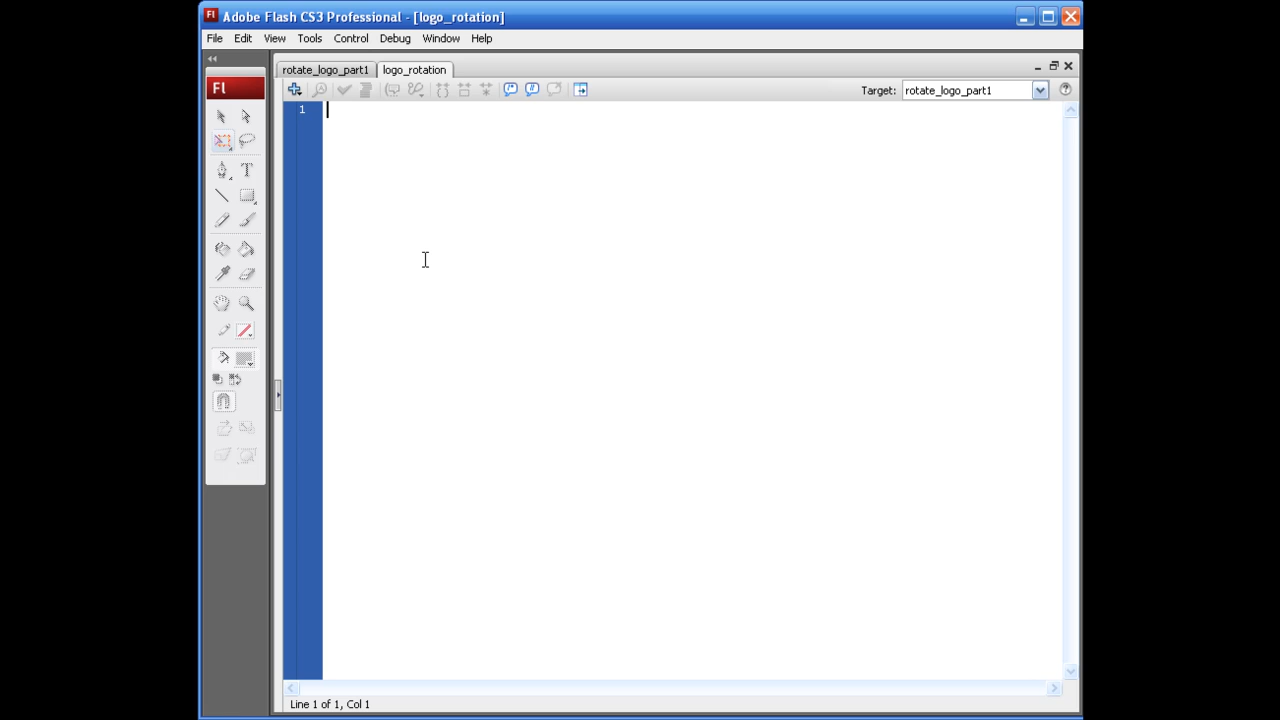 Adobe Flash CS3 Professional - [logo_rotation]
File Edit View Tools Control Debug Window Help
Fl
rotate_logo_part1 logo_rotation
Target: rotate_logo_part1
1
Line 1 of 1, Col 1